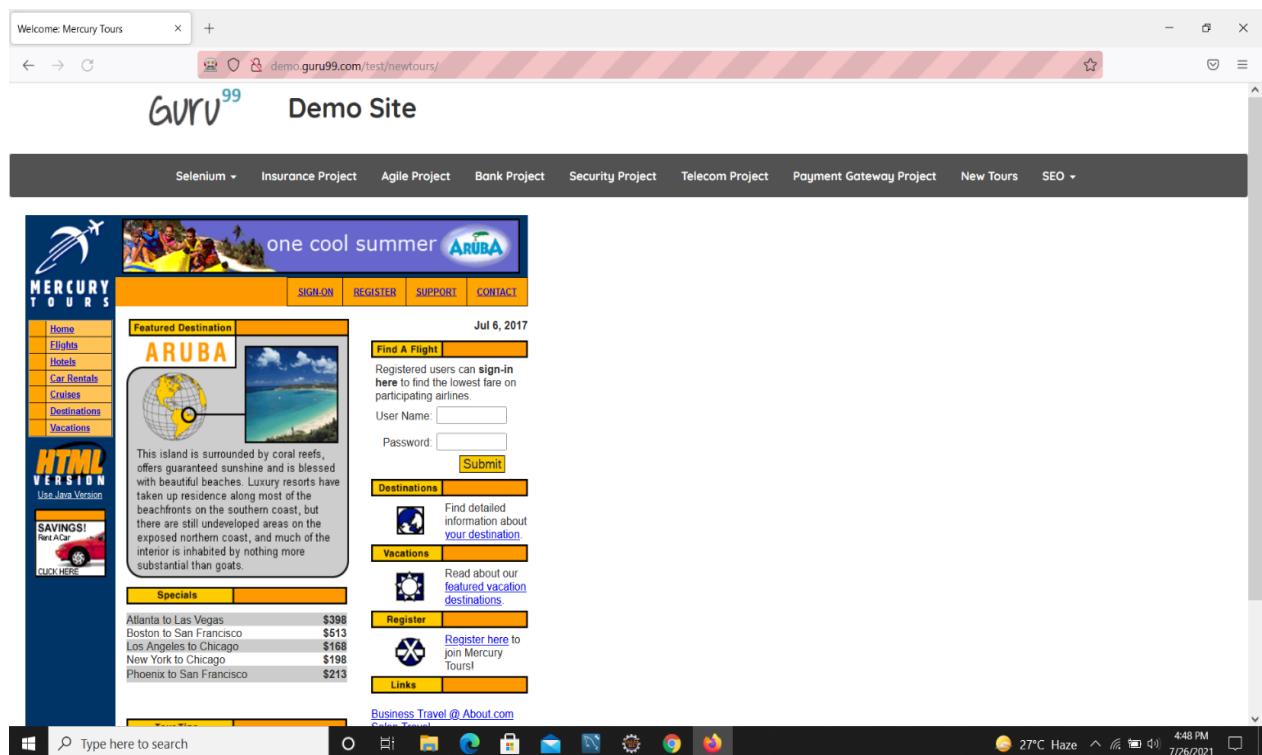 Welcome: Mercury Tours
demo.guru99.com/test/newtours/
Guru99 Demo Site
Selenium Insurance Project Agile Project Bank Project Security Project Telecom Project Payment Gateway Project New Tours SEO
one cool summer ARUBA
MERCURY
TOURS
SIGN-ON REGISTER SUPPORT CONTACT
Home
Flights
Hotels
Car Rentals
Cruises
Destinations
Vacations
HTML
VERSION
Use Java Version
SAVINGS!
Rent A Car
CLICK HERE
Featured Destination
ARUBA
This island is surrounded by coral reefs,
offers guaranteed sunshine and is blessed
with beautiful beaches. Luxury resorts have
taken up residence along most of the
beachfronts on the southern coast, but
there are still undeveloped areas on the
exposed northern coast, and much of the
interior is inhabited by nothing more
substantial than goats.
Specials
Atlanta to Las Vegas $398
Boston to San Francisco $513
Los Angeles to Chicago $168
New York to Chicago $198
Phoenix to San Francisco $213
Jul 6, 2017
Find A Flight
Registered users can sign-in
here to find the lowest fare on
participating airlines.
User Name:
Password:
Submit
Destinations
Find detailed
information about
your destination.
Vacations
Read about our
featured vacation
destinations.
Register
Register here to
join Mercury
Tours!
Links
Business Travel @ About.com
Type here to search
27°C Haze
4:48 PM
7/26/2021